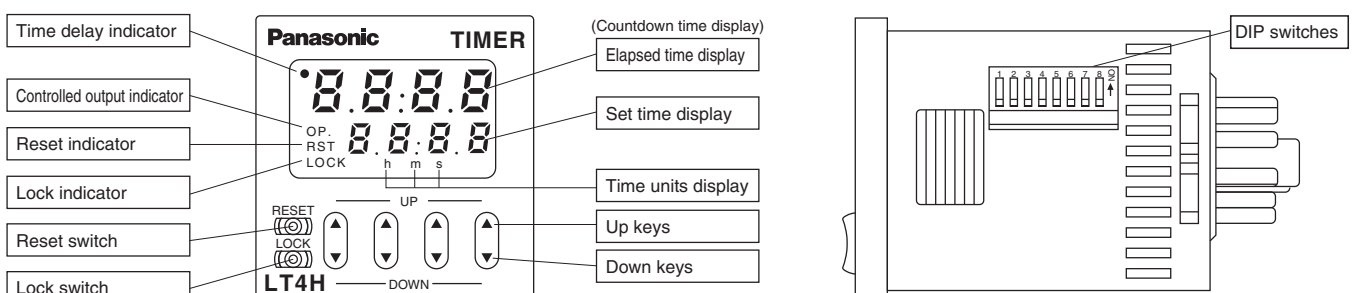 Time delay indicator
Controlled output indicator
Reset indicator
Lock indicator
Reset switch
Lock switch
Panasonic TIMER
8.8:8.8
OP.
RST
LOCK
8.8:8.8
h m s
UP
RESET
LOCK
LT4H
DOWN
(Countdown time display)
Elapsed time display
Set time display
Time units display
Up keys
Down keys
DIP switches
1 2 3 4 5 6 7 8 ON